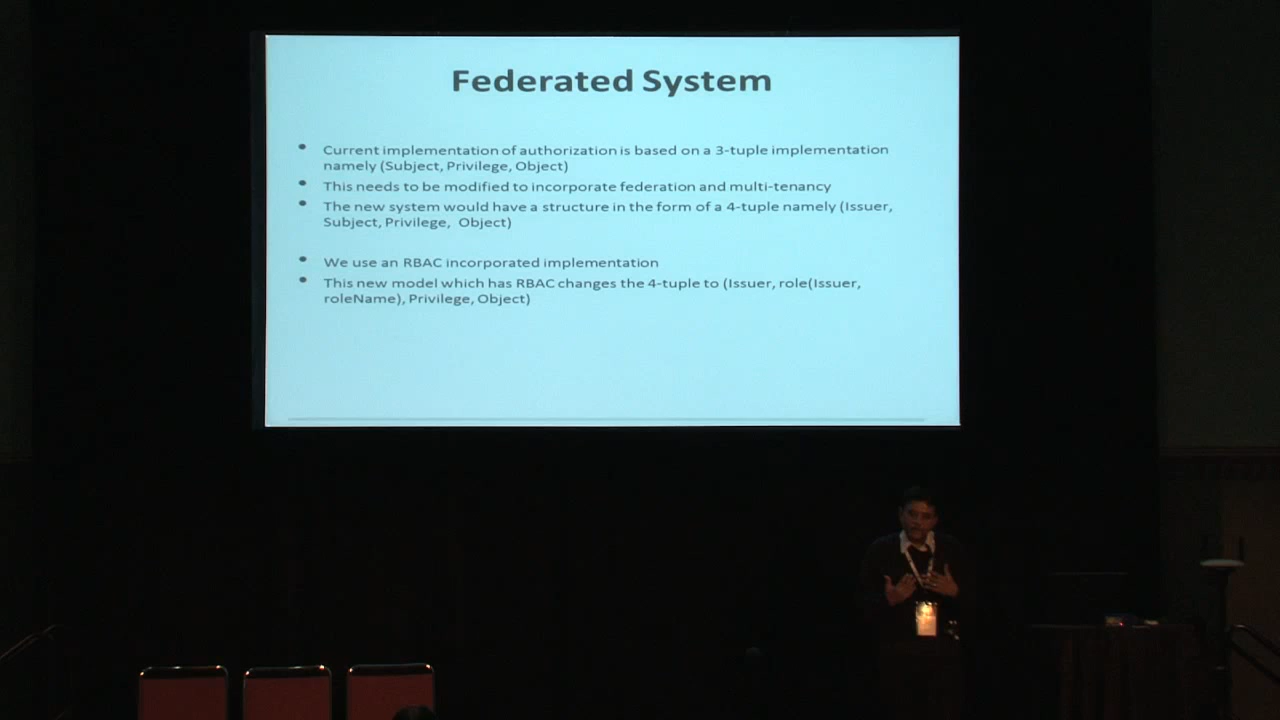 Federated System
• Current implementation of authorization is based on a 3-tuple implementation
namely (Subject, Privilege, Object)
• This needs to be modified to incorporate federation and multi-tenancy
• The new system would have a structure in the form of a 4-tuple namely (Issuer,
Subject, Privilege,  Object)
• We use an RBAC incorporated implementation
• This new model which has RBAC changes the 4-tuple to (Issuer, role(Issuer,
roleName), Privilege, Object)